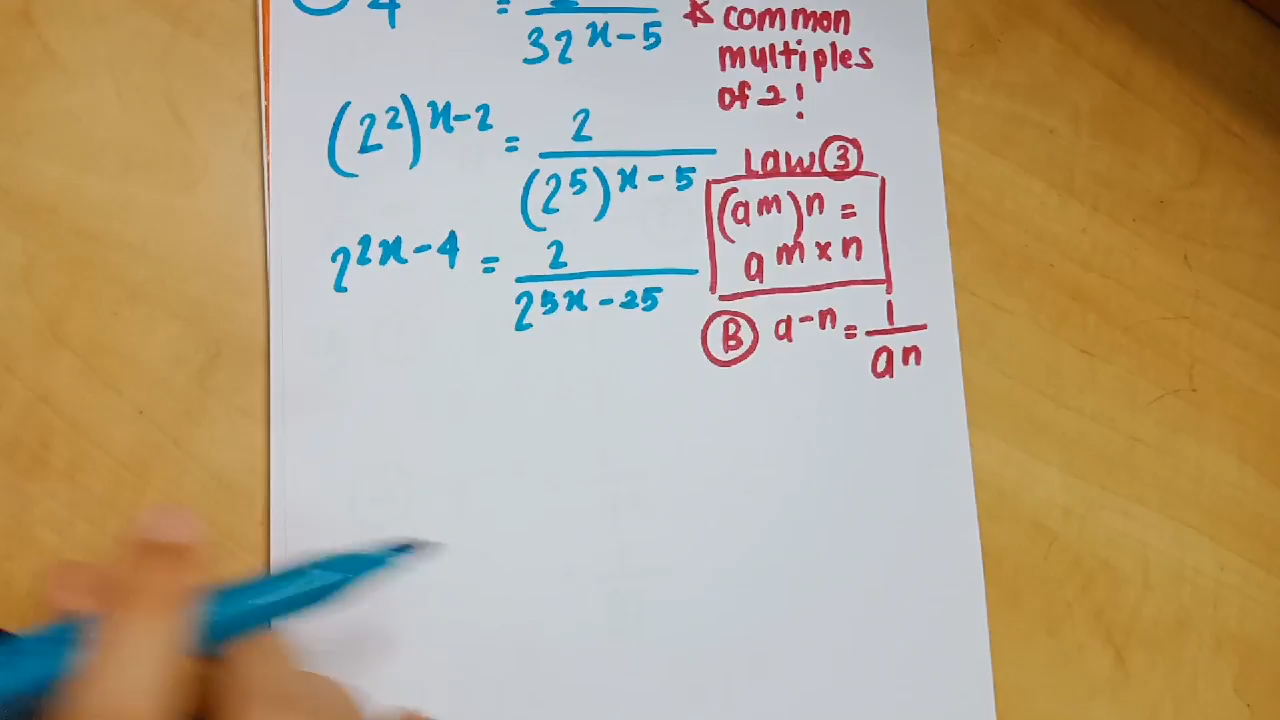 4 =
32^(x-5)
* common
multiples
of 2!
(2^2)^(x-2) = 2/(2^5)^(x-5)
Law ③
(a^m)^n =
a^(m×n)
2^(2x-4) = 2/2^(5x-25)
Ⓑ a^-n = 1/a^n